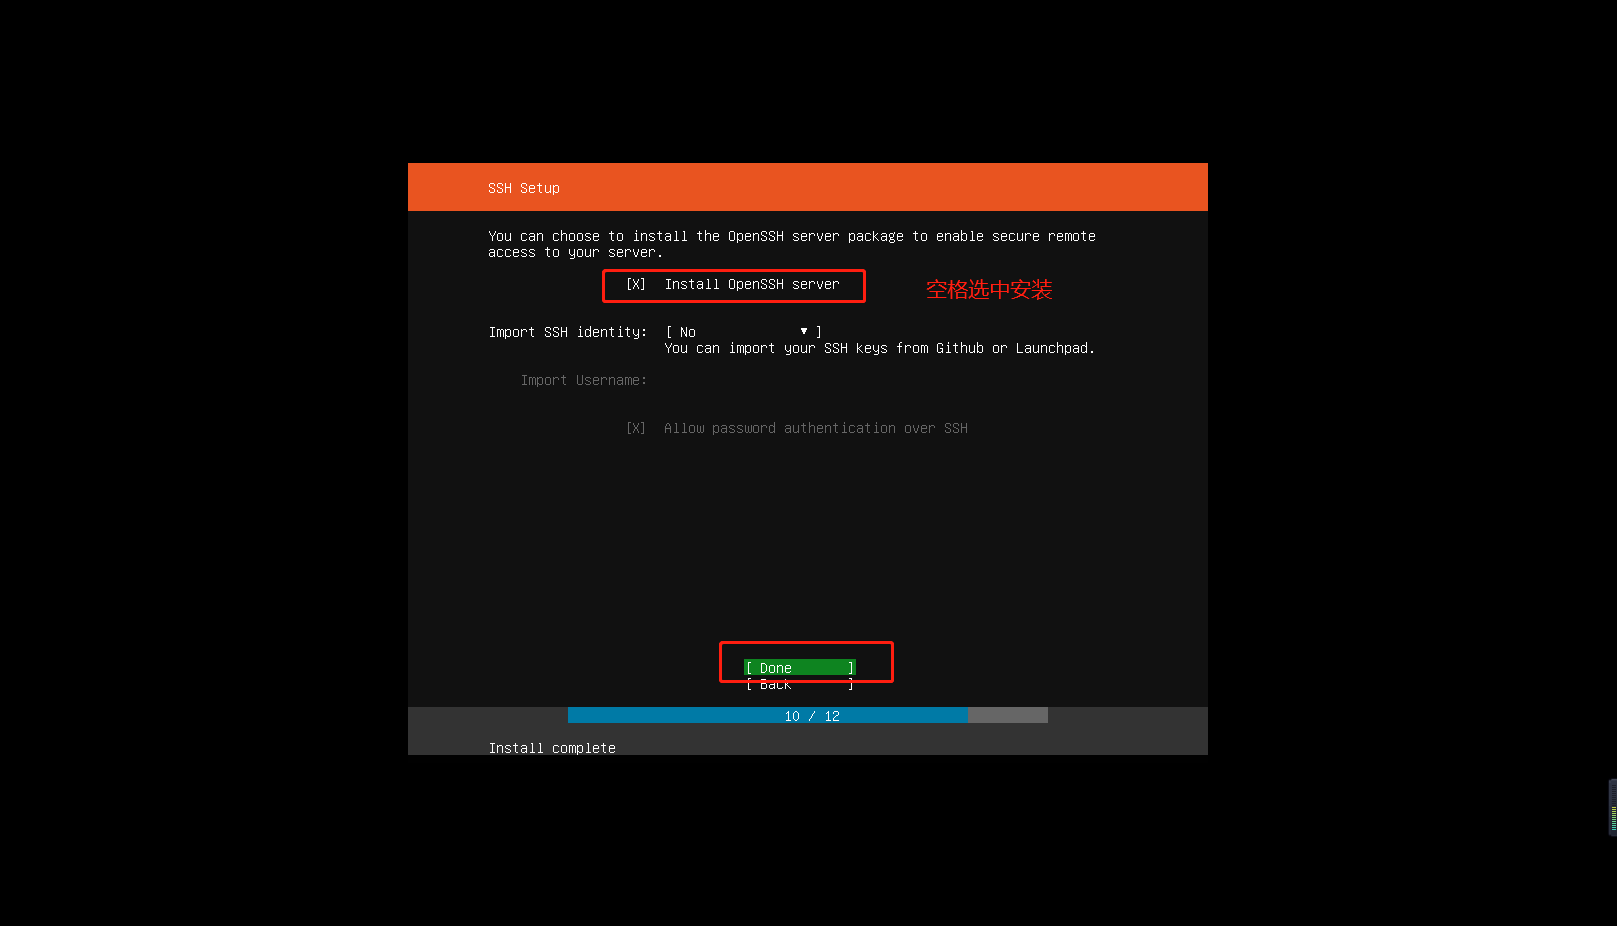 SSH Setup
You can choose to install the OpenSSH server package to enable secure remote
access to your server.
[X] Install OpenSSH server
空格选中安装
Import SSH identity: [ No ▼ ]
You can import your SSH keys from Github or Launchpad.
Import Username:
[X] Allow password authentication over SSH
[ Done ]
[ Back ]
10 / 12
Install complete